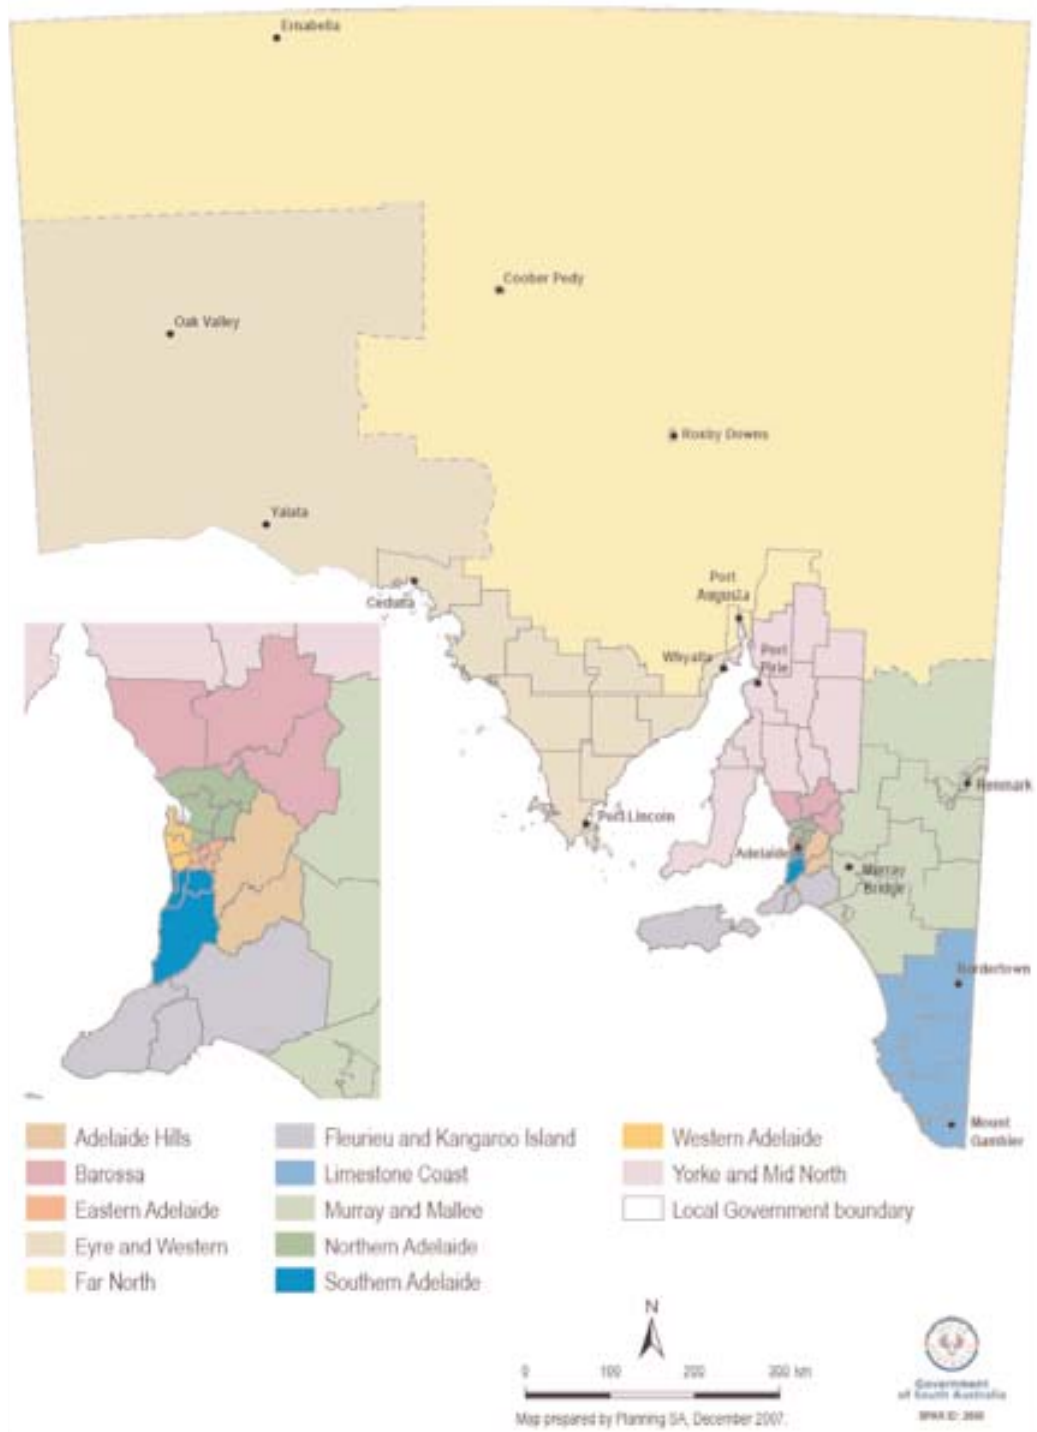 Ernabella
Coober Pedy
Oak Valley
Roxby Downs
Yalata
Port
Augusta
Ceduna
Whyalla
Port
Pirie
Renmark
Port Lincoln
Adelaide
Murray
Bridge
Bordertown
Mount
Gambier
Adelaide Hills
Barossa
Eastern Adelaide
Eyre and Western
Far North
Fleurieu and Kangaroo Island
Limestone Coast
Murray and Mallee
Northern Adelaide
Southern Adelaide
Western Adelaide
Yorke and Mid North
Local Government boundary
N
0 100 200 300 km
Map prepared by Planning SA, December 2007.
Government
of South Australia